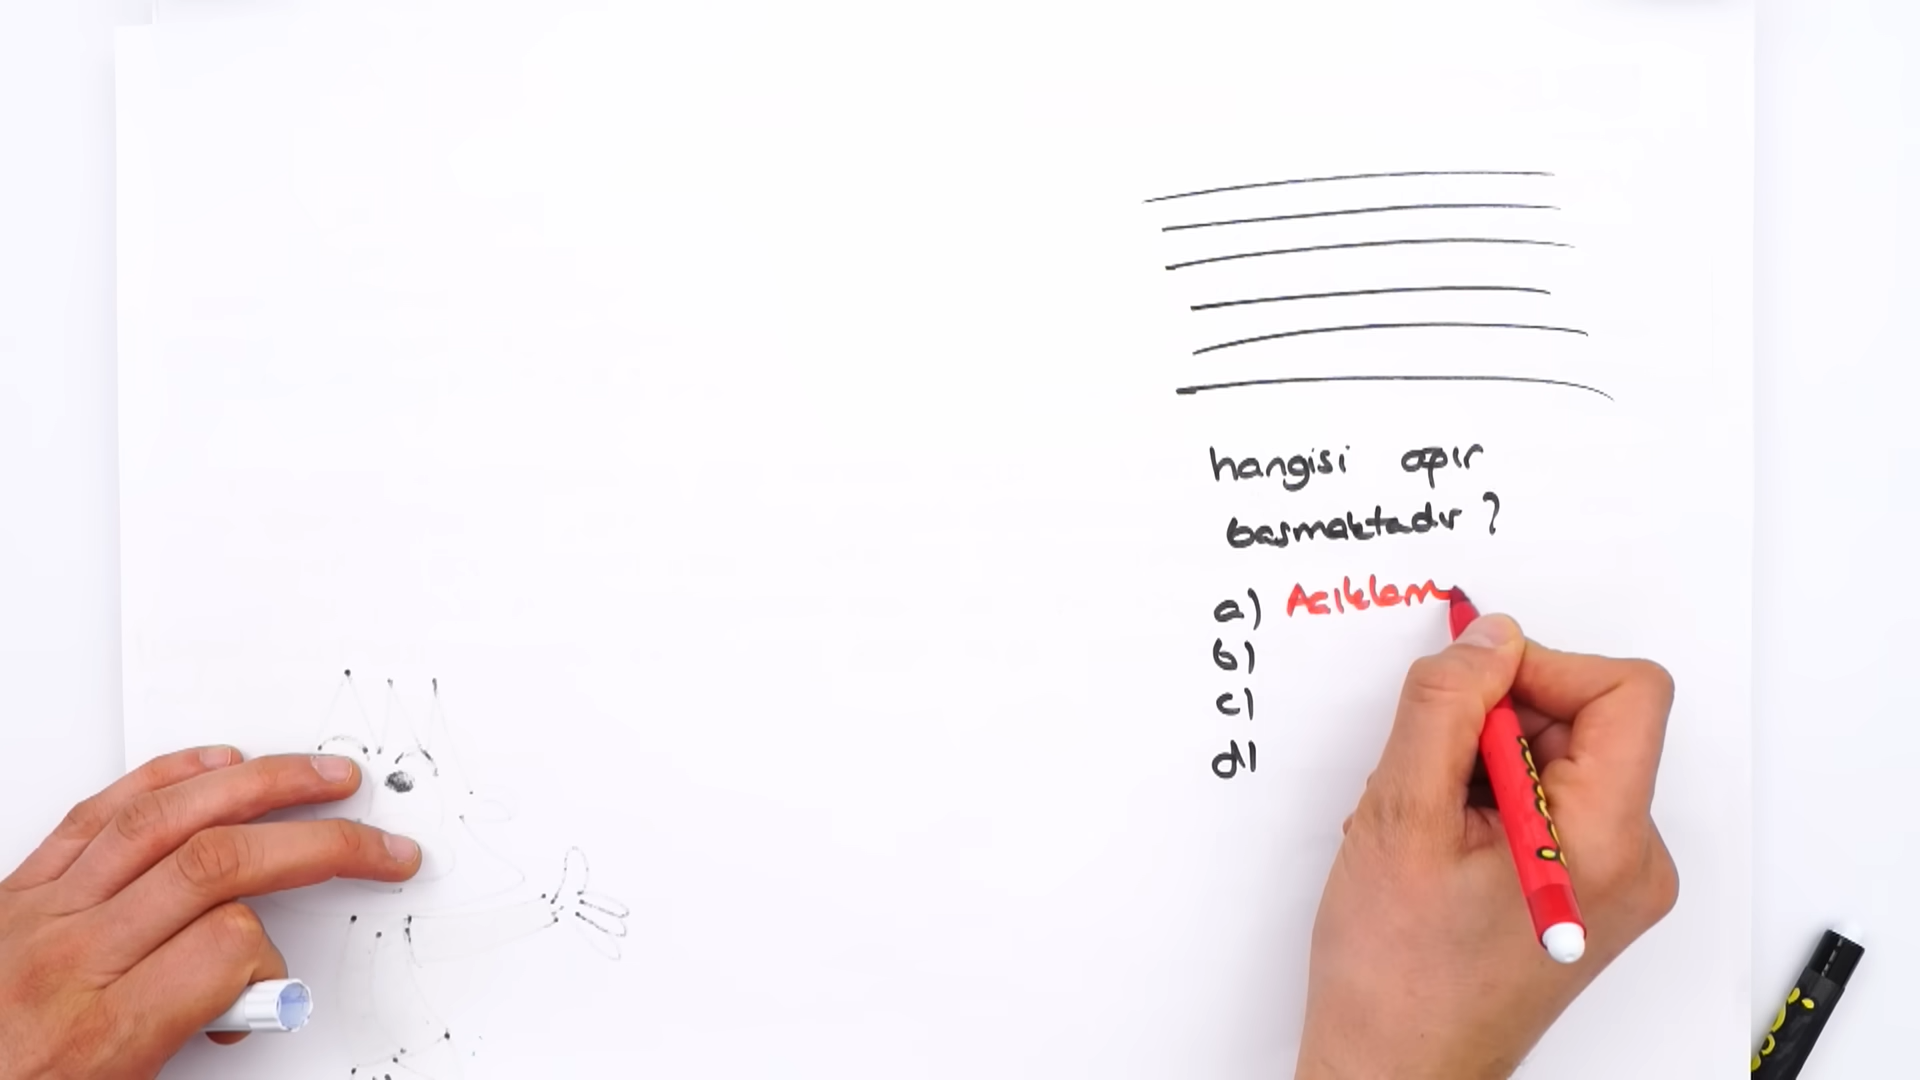 hangisi ağır
basmaktadır ?
a) Açıklam
b)
c)
d)